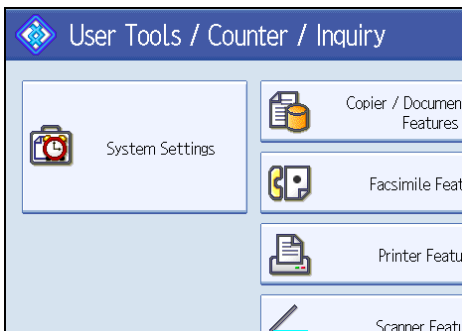 User Tools / Counter / Inquiry
System Settings
Copier / Documen
Features
Facsimile Feat
Printer Featu
Scanner Featu